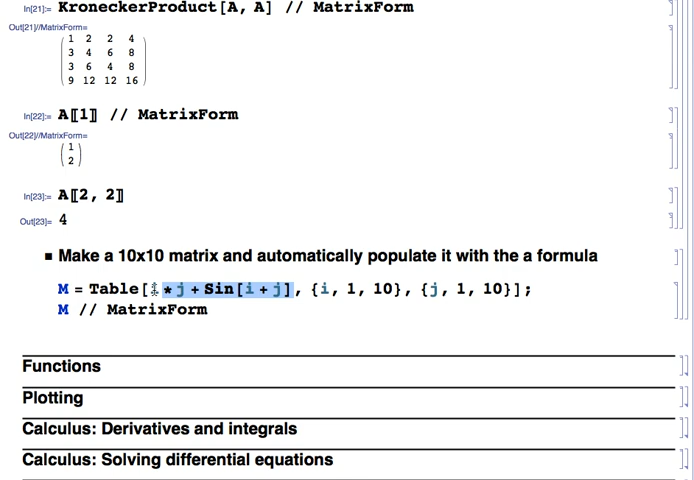 In[21]:= KroneckerProduct[A, A] // MatrixForm
Out[21]//MatrixForm=
1 2 2 4
3 4 6 8
3 6 4 8
9 12 12 16
In[22]:= A〚1〛 // MatrixForm
Out[22]//MatrixForm=
1
2
In[23]:= A〚2, 2〛
Out[23]= 4
▪ Make a 10x10 matrix and automatically populate it with the a formula
M = Table[i * j + Sin[i + j], {i, 1, 10}, {j, 1, 10}];
M // MatrixForm
Functions
Plotting
Calculus: Derivatives and integrals
Calculus: Solving differential equations